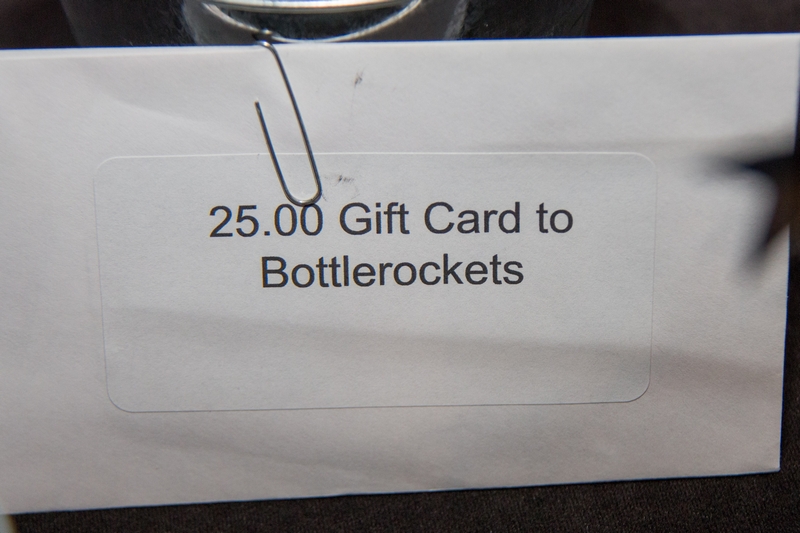 25.00 Gift Card to
Bottlerockets